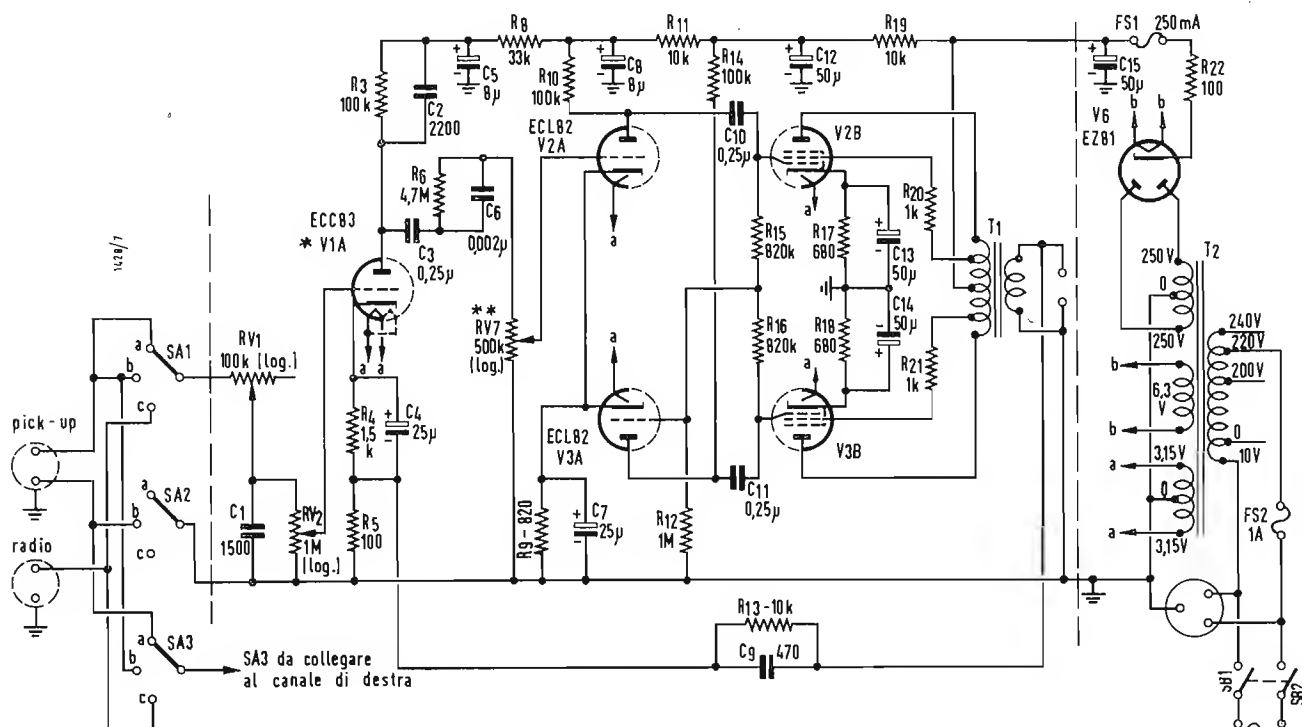 R3
100k
C2
2200
C5
8µ
R8
33k
R10
100k
C8
8µ
R11
10k
R14
100k
C12
50µ
R19
10k
C15
50µ
FS1
250mA
R22
100
V6
EZ81
b
b
ECL82
V2A
a
C10
0,25µ
V2B
a
R6
4,7M
C6
0,002µ
ECC83
* V1A
C3
0,25µ
a
a
R15
820k
R17
680
C13
50µ
R20
1k
T1
1428/7
**
RV7
500k
(log.)
R16
820k
R18
680
C14
50µ
R21
1k
250V
0
250V
T2
240V
220V
200V
0
10V
b
6,3
V
b
a
3,15V
0
a
3,15V
RV1
100k (log.)
a
b
c
SA1
pick-up
R4
1,5
k
C4
25µ
a
ECL82
V3A
a
V3B
C11
0,25µ
a
b
c
SA2
C1
1500
RV2
1M
(log.)
R5
100
R9-820
C7
25µ
R12
1M
FS2
1A
radio
a
b
c
SA3
SA3 da collegare
al canale di destra
R13-10k
C9
470
SB1
SB2